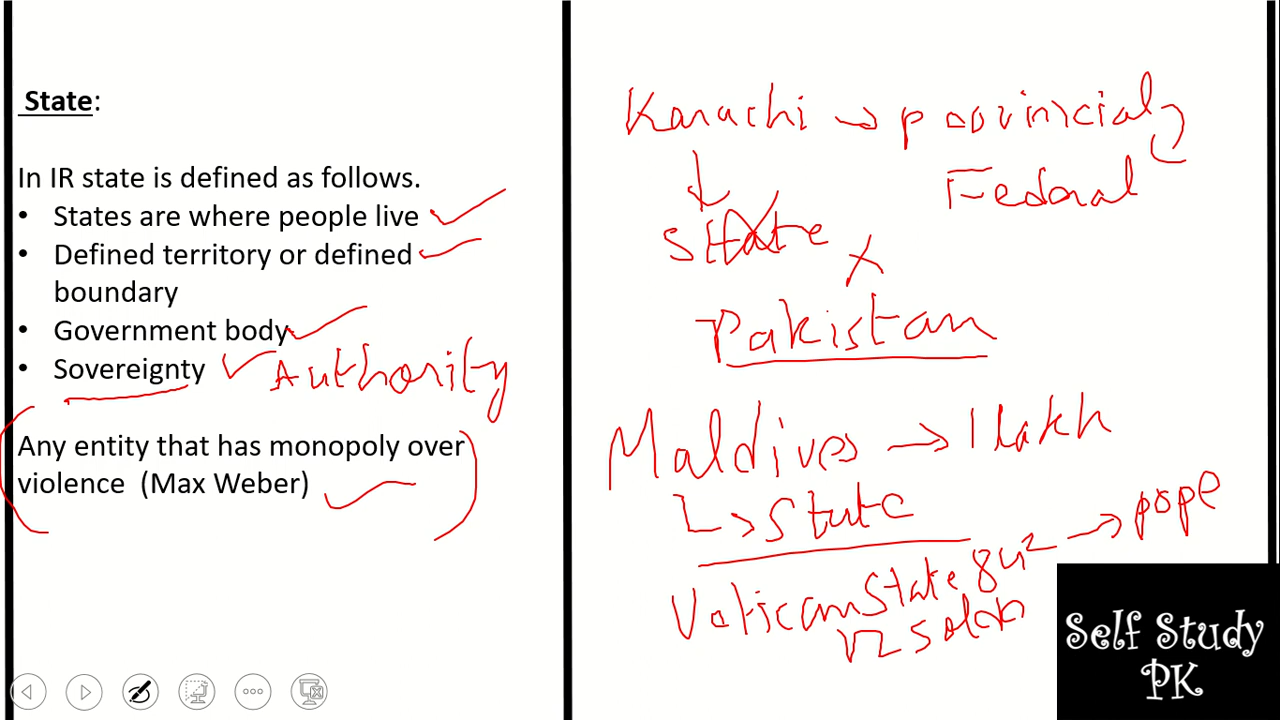 State:
In IR state is defined as follows.
• States are where people live
• Defined territory or defined
boundary
• Government body
• Sovereignty Authority
Any entity that has monopoly over
violence (Max Weber)
Karachi → provincial
Federal
State
Pakistan
Maldives → 1 lakh
↳ State
Vatican State → pope
Self Study
PK